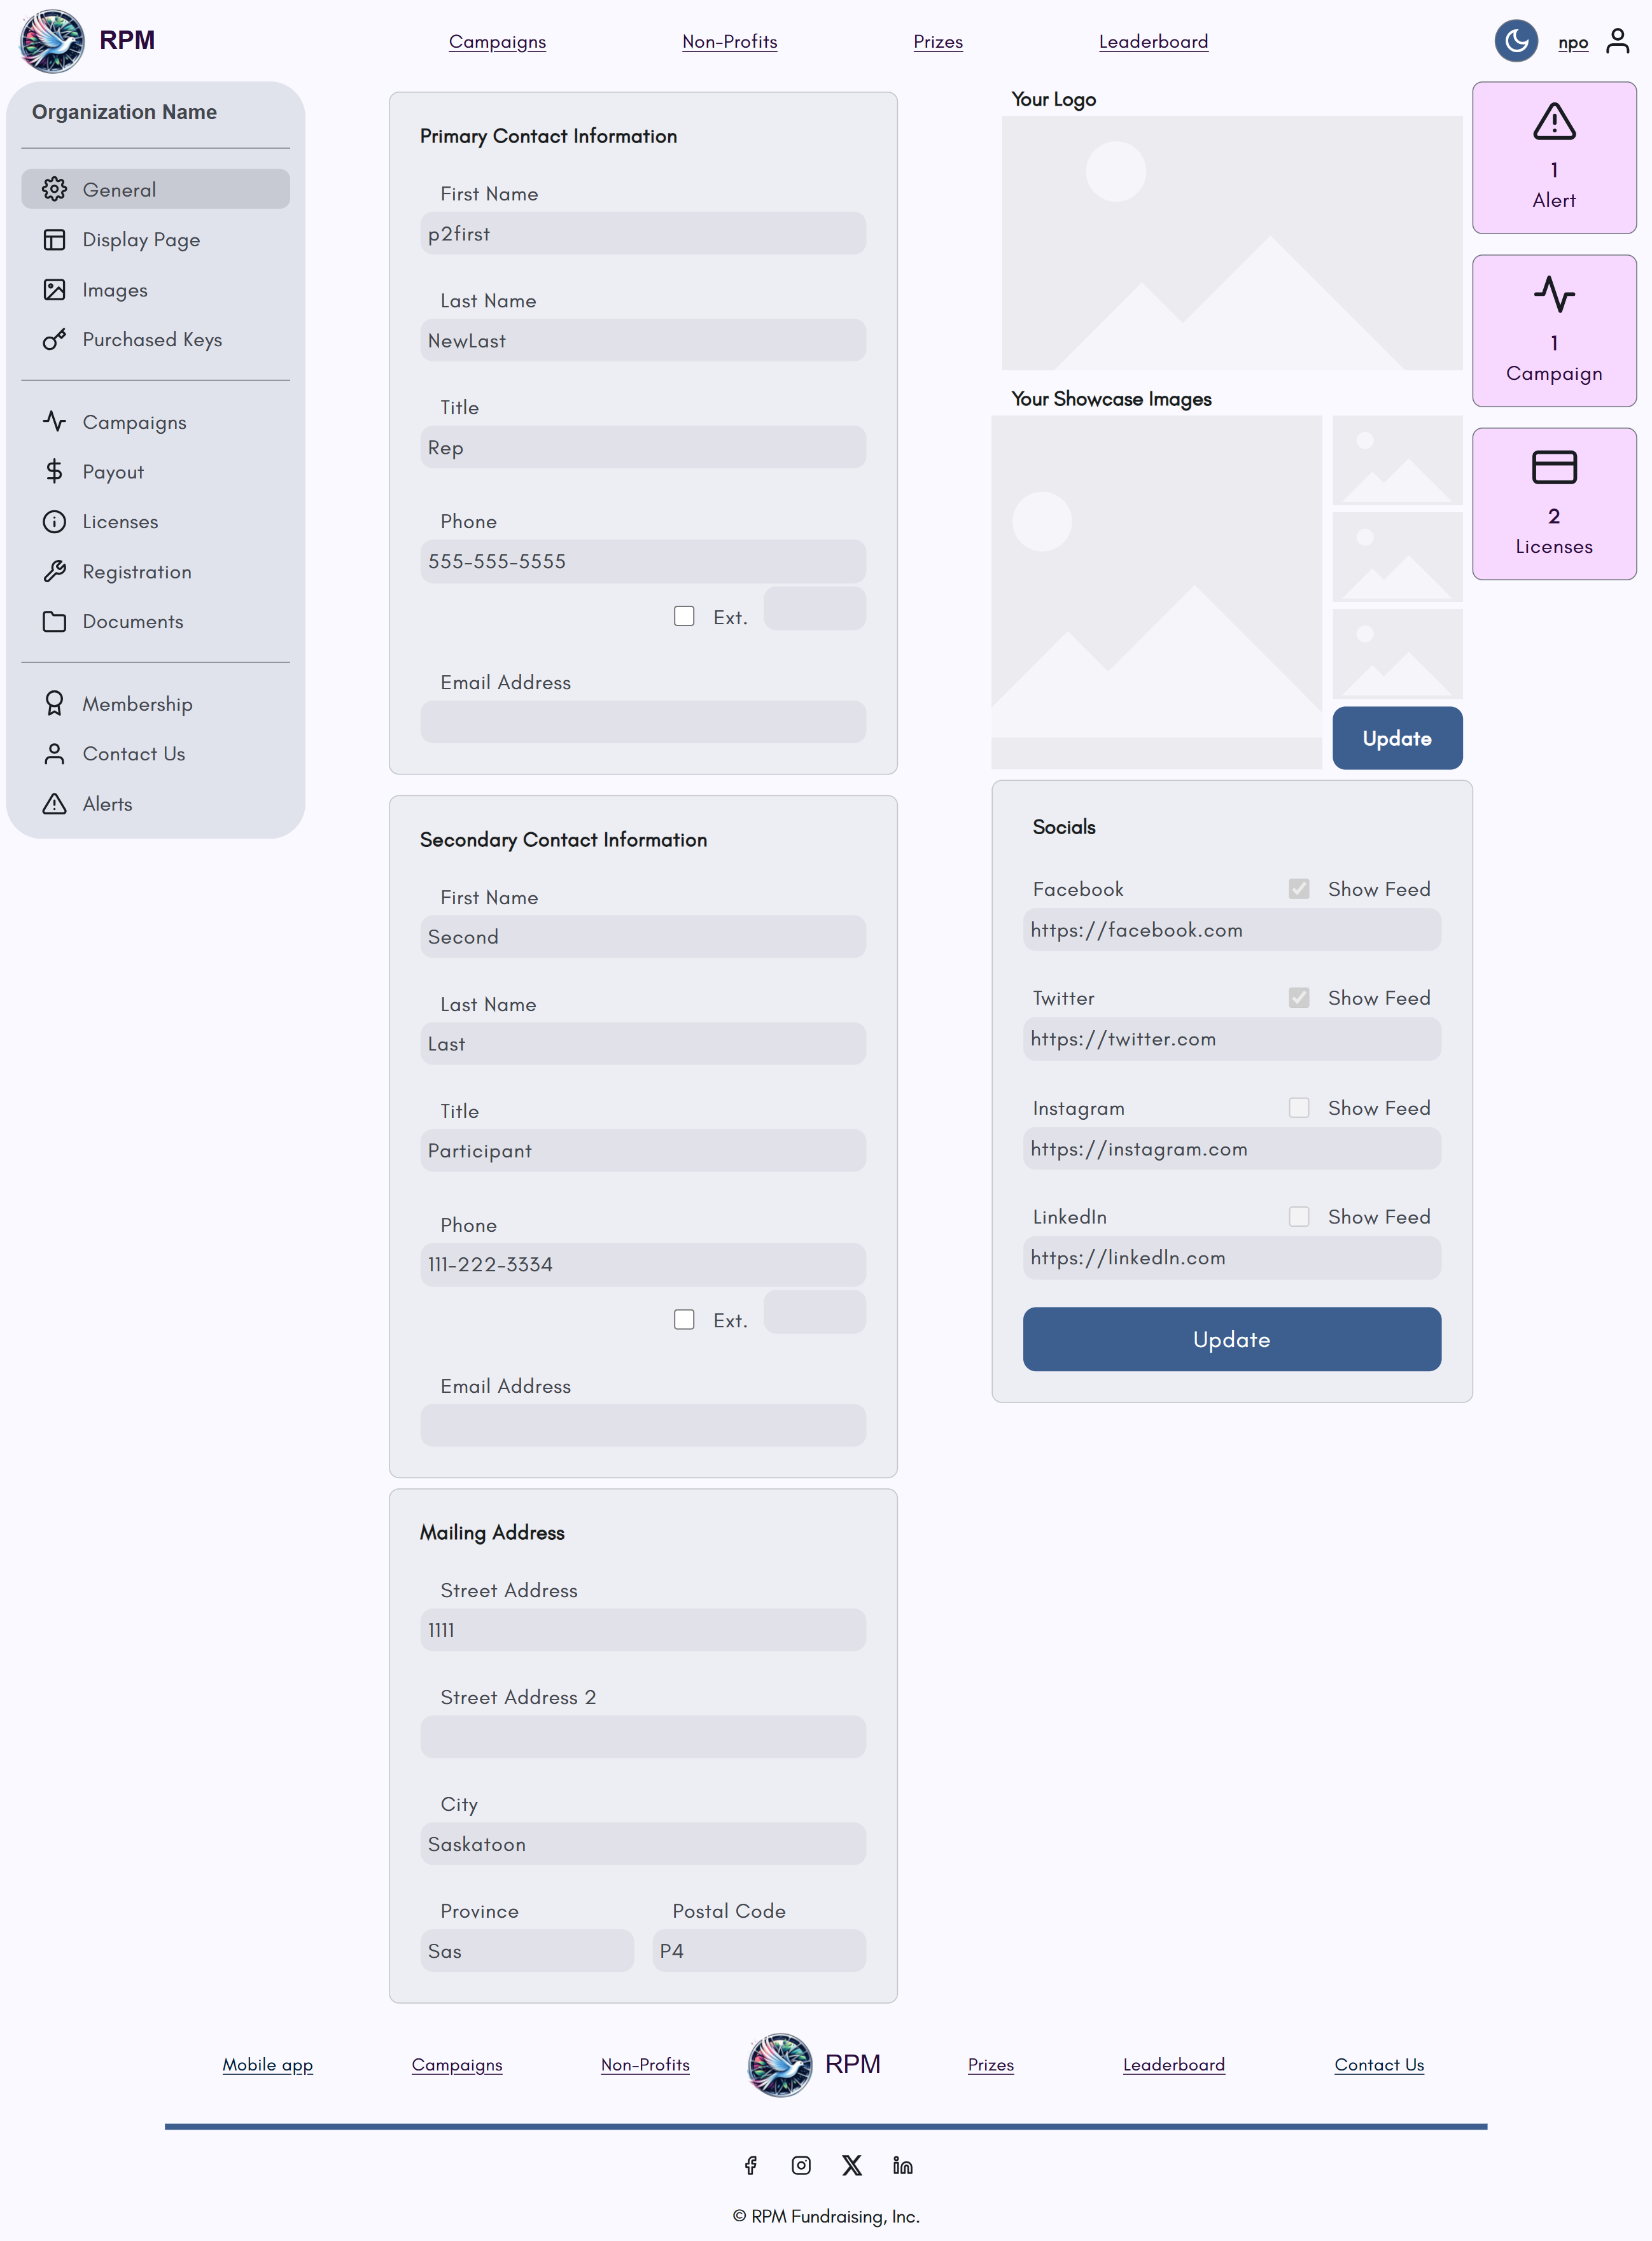 RPM
Campaigns
Non-Profits
Prizes
Leaderboard
npo
Organization Name
General
Display Page
Images
Purchased Keys
Campaigns
Payout
Licenses
Registration
Documents
Membership
Contact Us
Alerts
Primary Contact Information
First Name
p2first
Last Name
NewLast
Title
Rep
Phone
555-555-5555
Ext.
Email Address
Secondary Contact Information
First Name
Second
Last Name
Last
Title
Participant
Phone
111-222-3334
Ext.
Email Address
Mailing Address
Street Address
1111
Street Address 2
City
Saskatoon
Province
Postal Code
Sas
P4
Your Logo
Your Showcase Images
Update
Socials
Facebook
Show Feed
https://facebook.com
Twitter
Show Feed
https://twitter.com
Instagram
Show Feed
https://instagram.com
LinkedIn
Show Feed
https://linkedln.com
Update
1
Alert
1
Campaign
2
Licenses
Mobile app
Campaigns
Non-Profits
RPM
Prizes
Leaderboard
Contact Us
© RPM Fundraising, Inc.